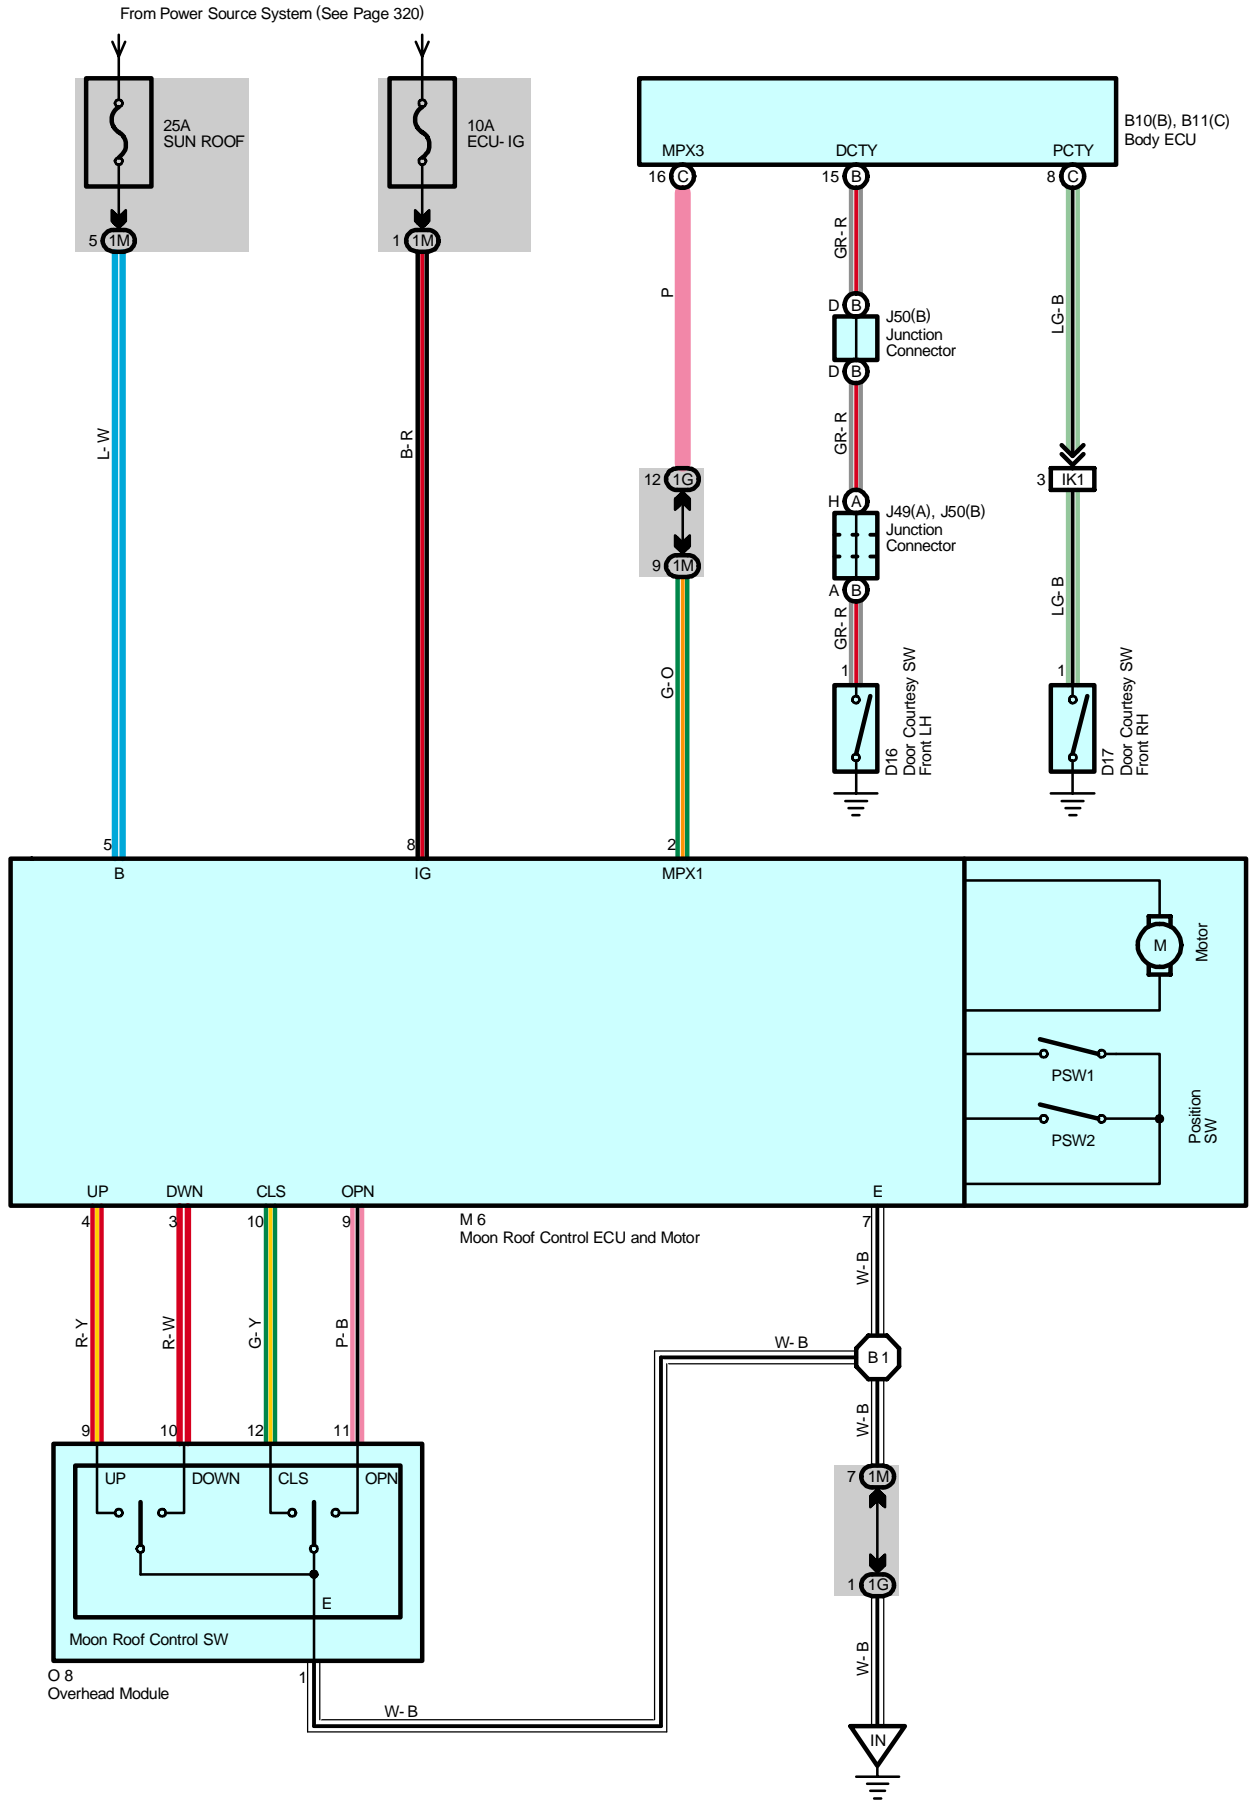 From Power Source System (See Page 320)
25A
SUN ROOF
10A
ECU- IG
B10(B), B11(C)
Body ECU
MPX3
DCTY
PCTY
16
C
15
B
8
C
5
1M
1
1M
GR- R
P
LG- B
D
B
J50(B)
Junction
Connector
D
B
L- W
B- R
GR- R
12
1G
3
IK1
H
A
J49(A), J50(B)
Junction
Connector
9
1M
A
B
GR- R
LG- B
G- O
1
1
D16
Door Courtesy SW
Front LH
D17
Door Courtesy SW
Front RH
5
8
2
B
IG
MPX1
M
Motor
PSW1
PSW2
Position
SW
UP
DWN
CLS
OPN
E
4
3
10
9
7
M 6
Moon Roof Control ECU and Motor
R- Y
R- W
G- Y
P- B
W- B
W- B
B 1
W- B
9
10
12
11
UP
DOWN
CLS
OPN
7
1M
1
1G
E
Moon Roof Control SW
O 8
Overhead Module
1
W- B
W- B
IN